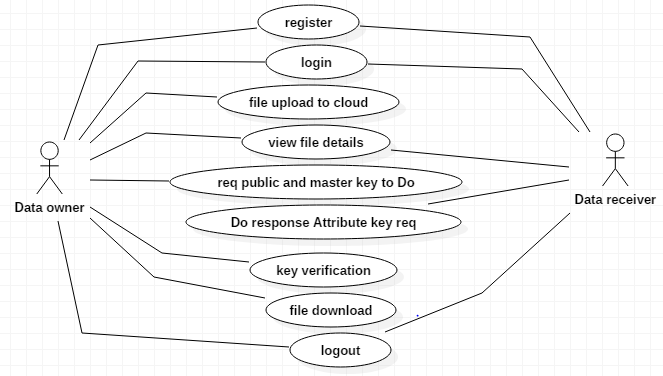 register
login
file upload to cloud
view file details
req public and master key to Do
Do response Attribute key req
key verification
file download
logout
Data owner
Data receiver